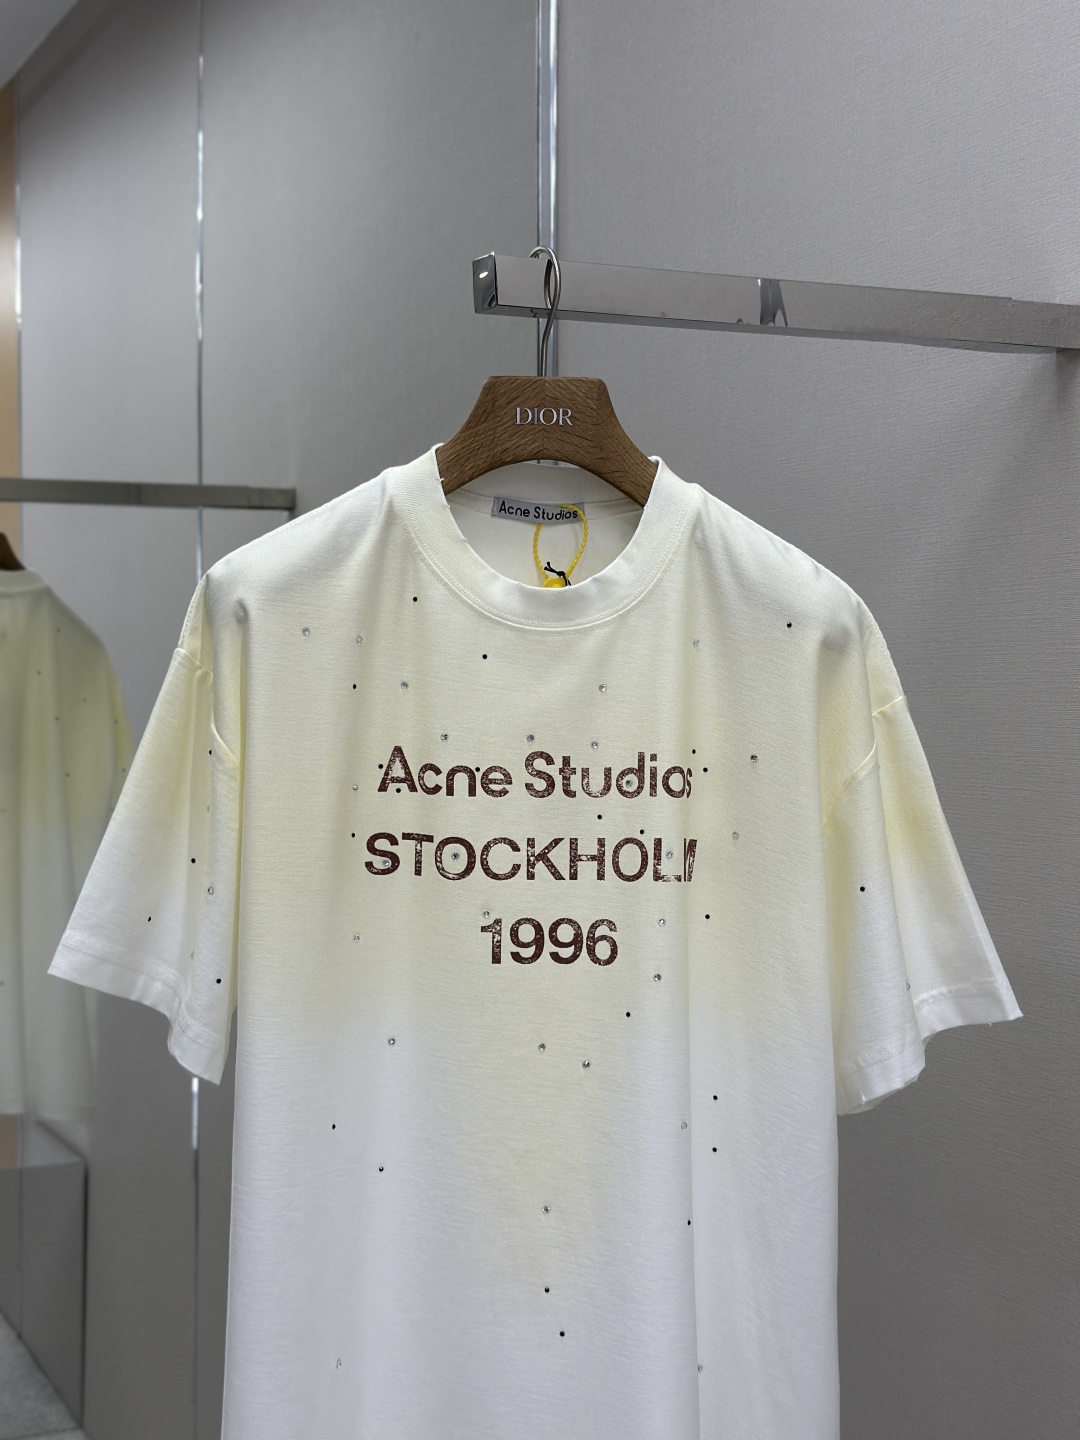 DIOR
Acne Studios
Acne Studios
STOCKHOLM
1996